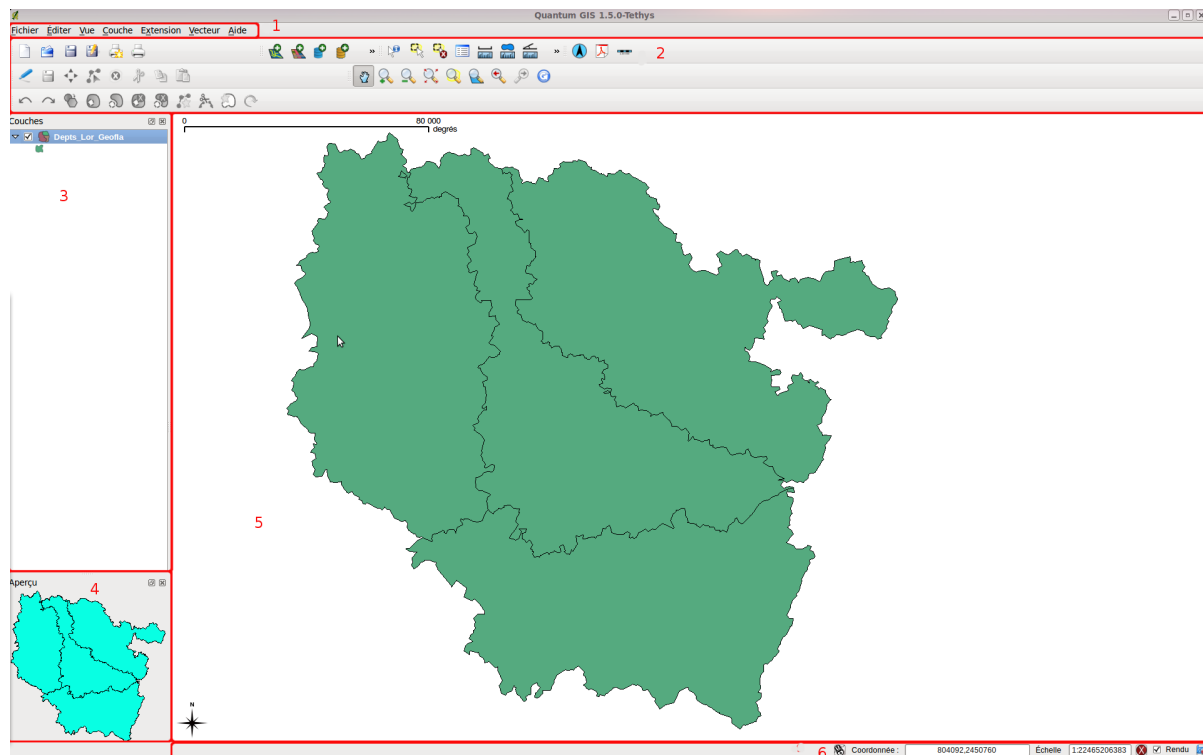 Quantum GIS 1.5.0-Tethys
1
Fichier Éditer Vue Couche Extension Vecteur Aide
» » 2
Couches
0 80 000
degrés
Depts_Lor_Geofla
3
5
Aperçu
4
N
6 Coordonnée : 804092,2450760 Échelle 1:22465206383 Rendu